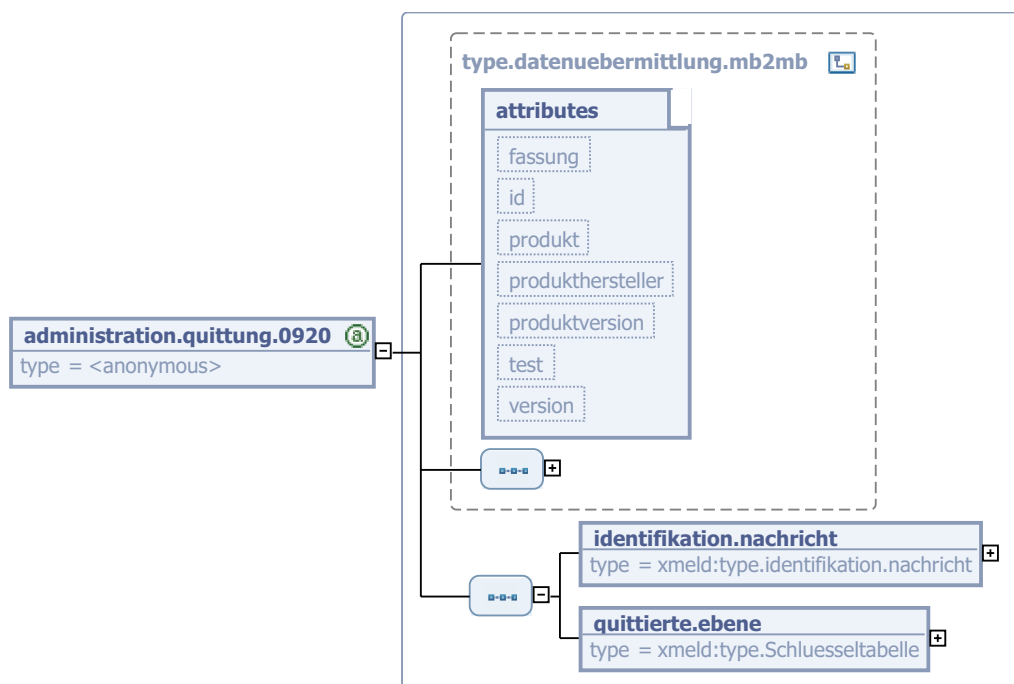 type.datenuebermittlung.mb2mb
attributes
fassung
id
produkt
produkthersteller
produktversion
test
version
administration.quittung.0920 @
type = <anonymous>
identifikation.nachricht
type = xmeld:type.identifikation.nachricht
quittierte.ebene
type = xmeld:type.Schluesseltabelle